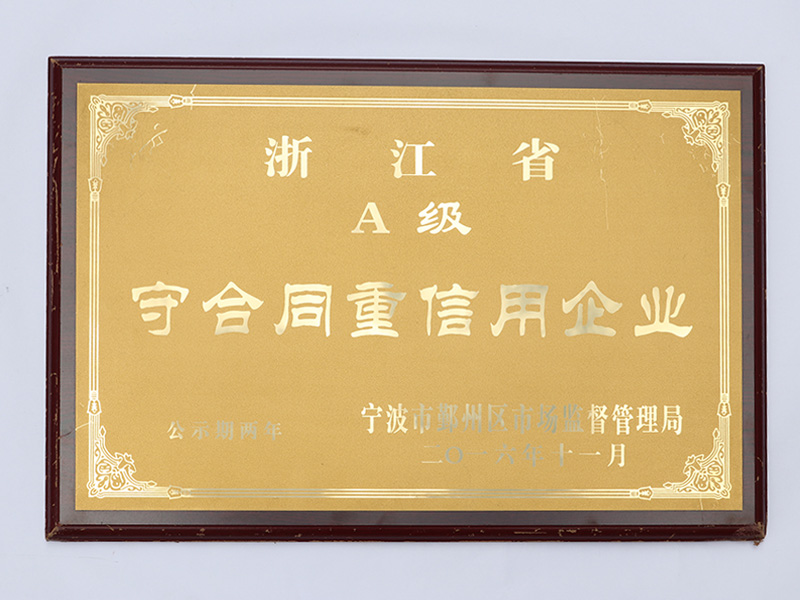 浙江省
A级
守合同重信用企业
公示期两年
宁波市鄞州区市场监督管理局
二〇一六年十一月